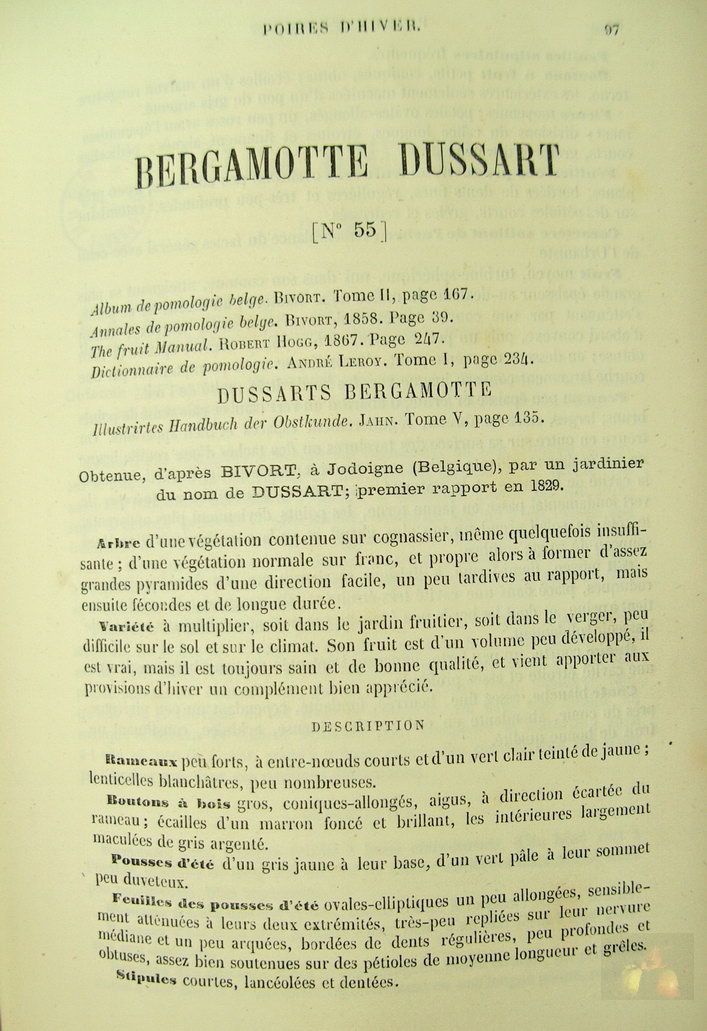 POIRES D'HIVER. 97
BERGAMOTTE DUSSART
[N° 55]
Album de pomologie belge. BIVORT. Tome II, page 167.
Annales de pomologie belge. BIVORT, 1858. Page 39.
The fruit Manual. ROBERT HOGG, 1867. Page 247.
Dictionnaire de pomologie. ANDRÉ LEROY. Tome I, page 234.
DUSSARTS BERGAMOTTE
Illustrirtes Handbuch der Obstkunde. JAHN. Tome V, page 135.
Obtenue, d'après BIVORT, à Jodoigne (Belgique), par un jardinier
du nom de DUSSART; premier rapport en 1829.
Arbre d'une végétation contenue sur cognassier, même quelquefois insuffi-
sante; d'une végétation normale sur franc, et propre alors à former d'assez
grandes pyramides d'une direction facile, un peu tardives au rapport, mais
ensuite fécondes et de longue durée.
Variété à multiplier, soit dans le jardin fruitier, soit dans le verger, peu
difficile sur le sol et sur le climat. Son fruit est d'un volume peu développé, il
est vrai, mais il est toujours sain et de bonne qualité, et vient apporter aux
provisions d'hiver un complément bien apprécié.
DESCRIPTION
Rameaux peu forts, à entre-nœuds courts et d'un vert clair teinté de jaune;
lenticelles blanchâtres, peu nombreuses.
Boutons à bois gros, coniques-allongés, aigus, à direction écartée du
rameau; écailles d'un marron foncé et brillant, les intérieures largement
maculées de gris argenté.
Pousses d'été d'un gris jaune à leur base, d'un vert pâle à leur sommet
peu duveteux.
Feuilles des pousses d'été ovales-elliptiques un peu allongées, sensible-
ment atténuées à leurs deux extrémités, très-peu repliées sur leur nervure
médiane et un peu arquées, bordées de dents régulières, peu profondes et
obtuses, assez bien soutenues sur des pétioles de moyenne longueur et grêles.
Stipules courtes, lancéolées et dentées.